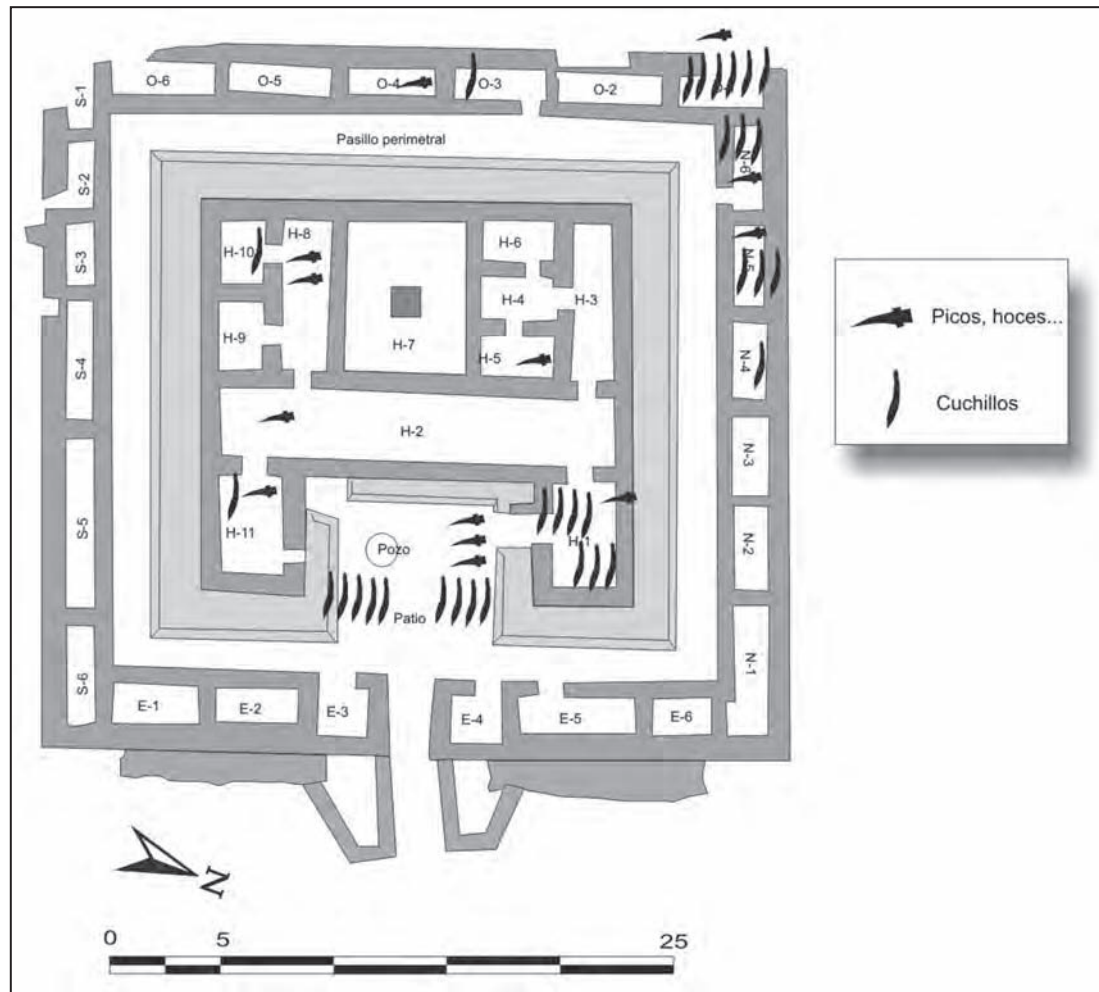 O-6
O-5
O-4
O-3
O-2
S-1
Pasillo perimetral
S-2
N-6
H-10
H-8
H-6
N-5
S-3
H-4
H-3
Picos, hoces...
S-4
H-9
H-7
H-5
N-4
Cuchillos
H-2
N-3
H-11
H-1
N-2
S-5
Pozo
Patio
N-1
S-6
E-1
E-2
E-3
E-4
E-5
E-6
N
0
5
25